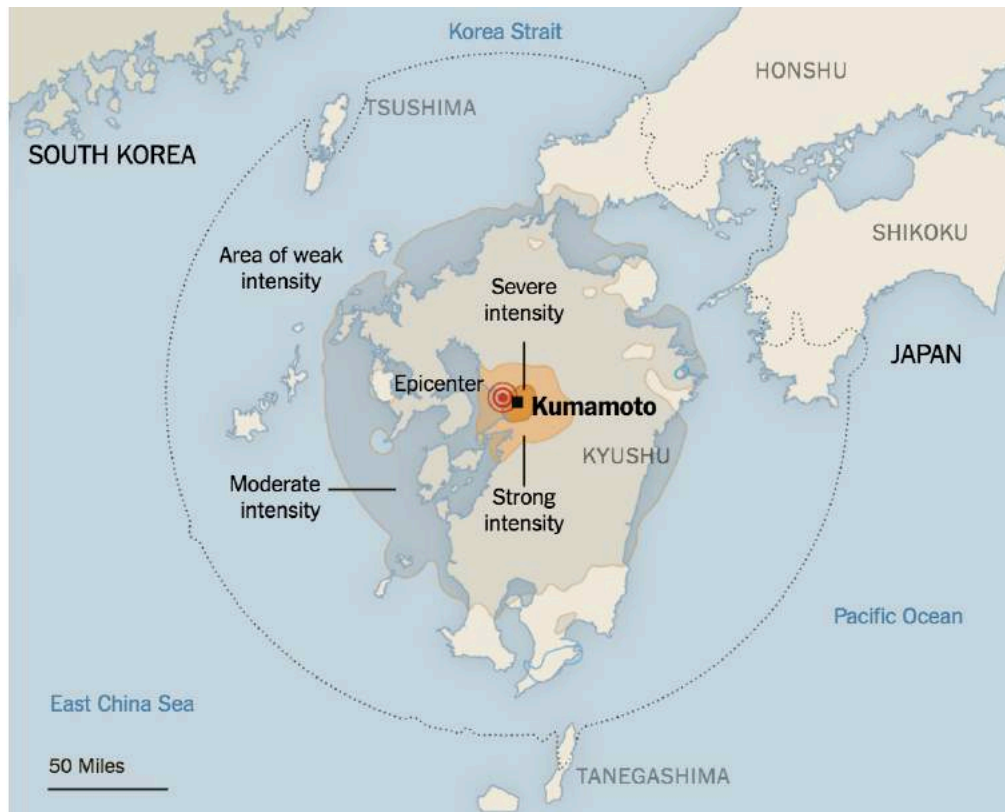 Korea Strait
HONSHU
TSUSHIMA
SOUTH KOREA
SHIKOKU
Area of weak
intensity
Severe
intensity
JAPAN
Epicenter
Kumamoto
KYUSHU
Moderate
intensity
Strong
intensity
Pacific Ocean
East China Sea
50 Miles
TANEGASHIMA